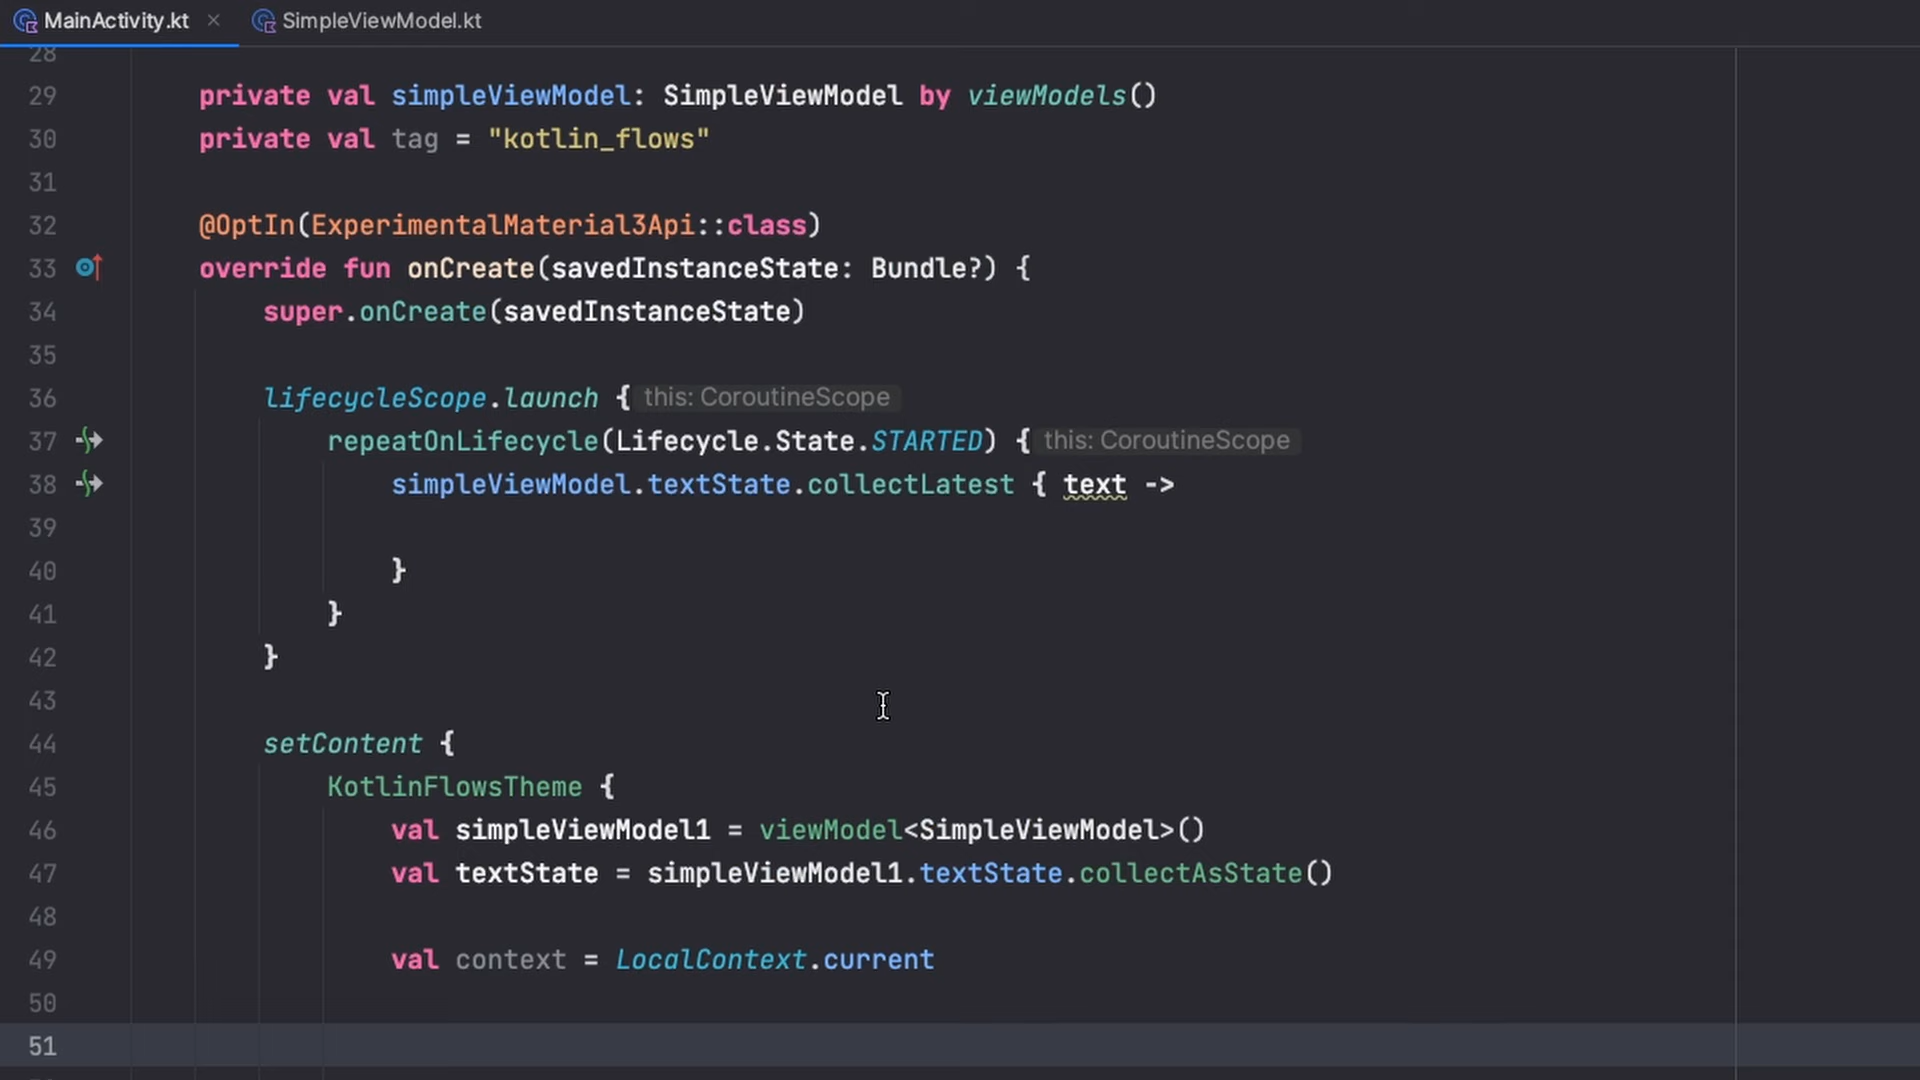 MainActivity.kt × SimpleViewModel.kt
28
29 private val simpleViewModel: SimpleViewModel by viewModels()
30 private val tag = "kotlin_flows"
31
32 @OptIn(ExperimentalMaterial3Api::class)
33 override fun onCreate(savedInstanceState: Bundle?) {
34 super.onCreate(savedInstanceState)
35
36 lifecycleScope.launch { this: CoroutineScope
37 repeatOnLifecycle(Lifecycle.State.STARTED) { this: CoroutineScope
38 simpleViewModel.textState.collectLatest { text ->
39
40 }
41 }
42 }
43
44 setContent {
45 KotlinFlowsTheme {
46 val simpleViewModel1 = viewModel<SimpleViewModel>()
47 val textState = simpleViewModel1.textState.collectAsState()
48
49 val context = LocalContext.current
50
51